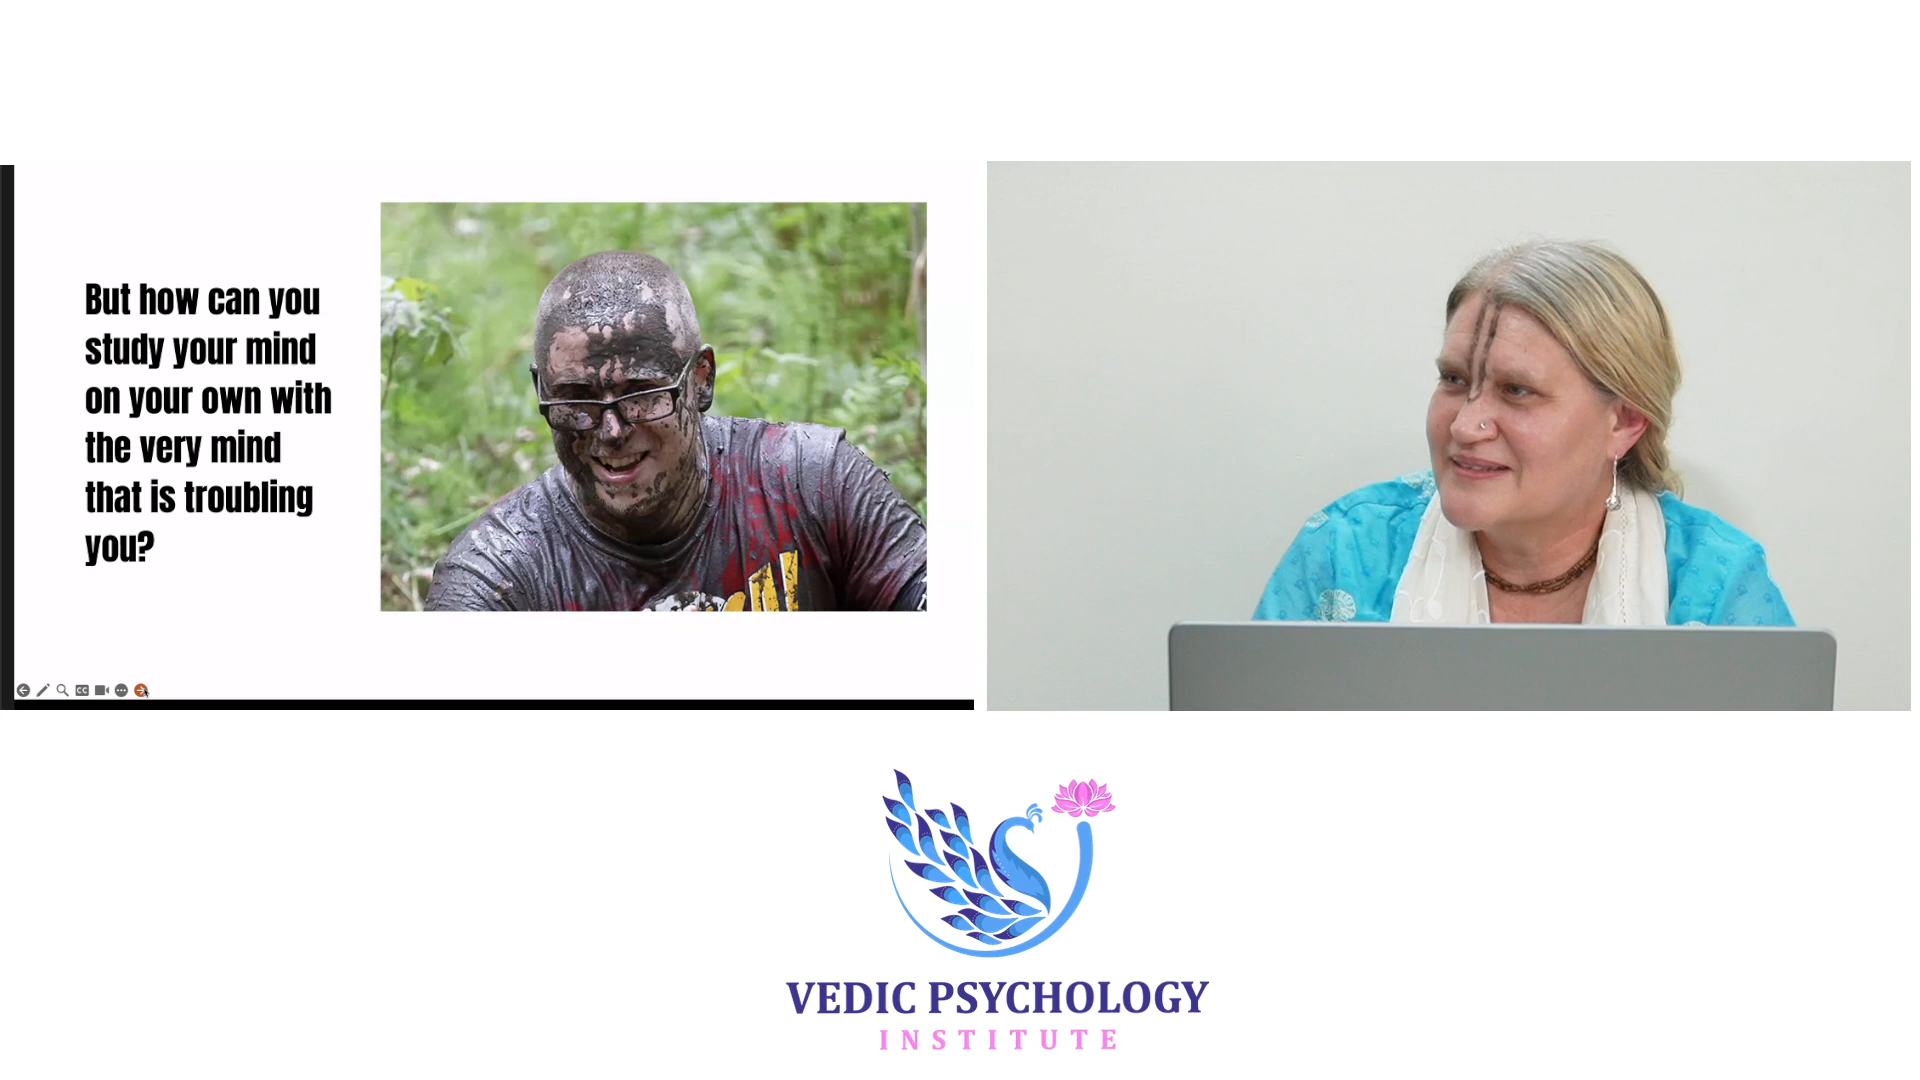 But how can you
study your mind
on your own with
the very mind
that is troubling
you?
CC
VEDIC PSYCHOLOGY
INSTITUTE